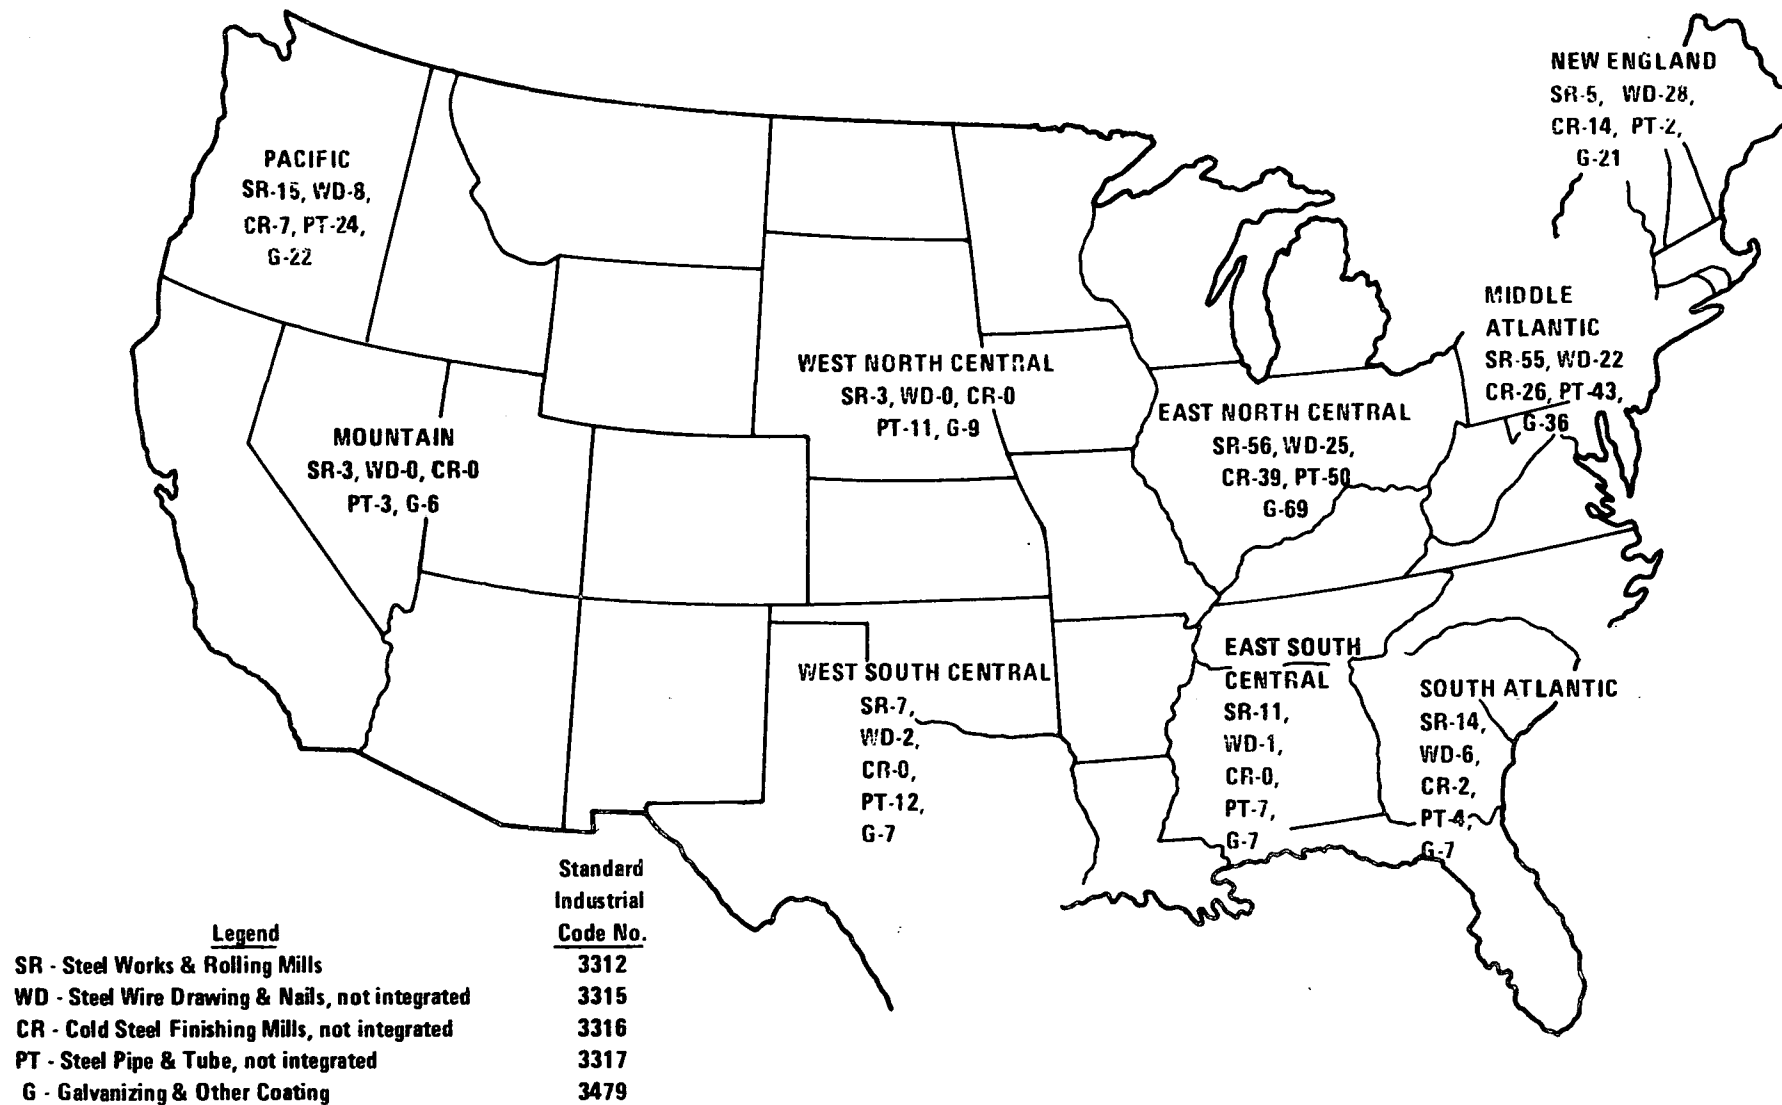 NEW ENGLAND
SR-5, WD-28,
CR-14, PT-2,
G-21
PACIFIC
SR-15, WD-8,
CR-7, PT-24,
G-22
MIDDLE
ATLANTIC
SR-55, WD-22
CR-26, PT-43,
G-36
WEST NORTH CENTRAL
SR-3, WD-0, CR-0
PT-11, G-9
EAST NORTH CENTRAL
SR-56, WD-25,
CR-39, PT-50
G-69
MOUNTAIN
SR-3, WD-0, CR-0
PT-3, G-6
WEST SOUTH CENTRAL
SR-7,
WD-2,
CR-0,
PT-12,
G-7
EAST SOUTH
CENTRAL
SR-11,
WD-1,
CR-0,
PT-7,
G-7
SOUTH ATLANTIC
SR-14,
WD-6,
CR-2,
PT-4,
G-7
Standard
Industrial
Legend Code No.
SR - Steel Works & Rolling Mills 3312
WD - Steel Wire Drawing & Nails, not integrated 3315
CR - Cold Steel Finishing Mills, not integrated 3316
PT - Steel Pipe & Tube, not integrated 3317
G - Galvanizing & Other Coating 3479